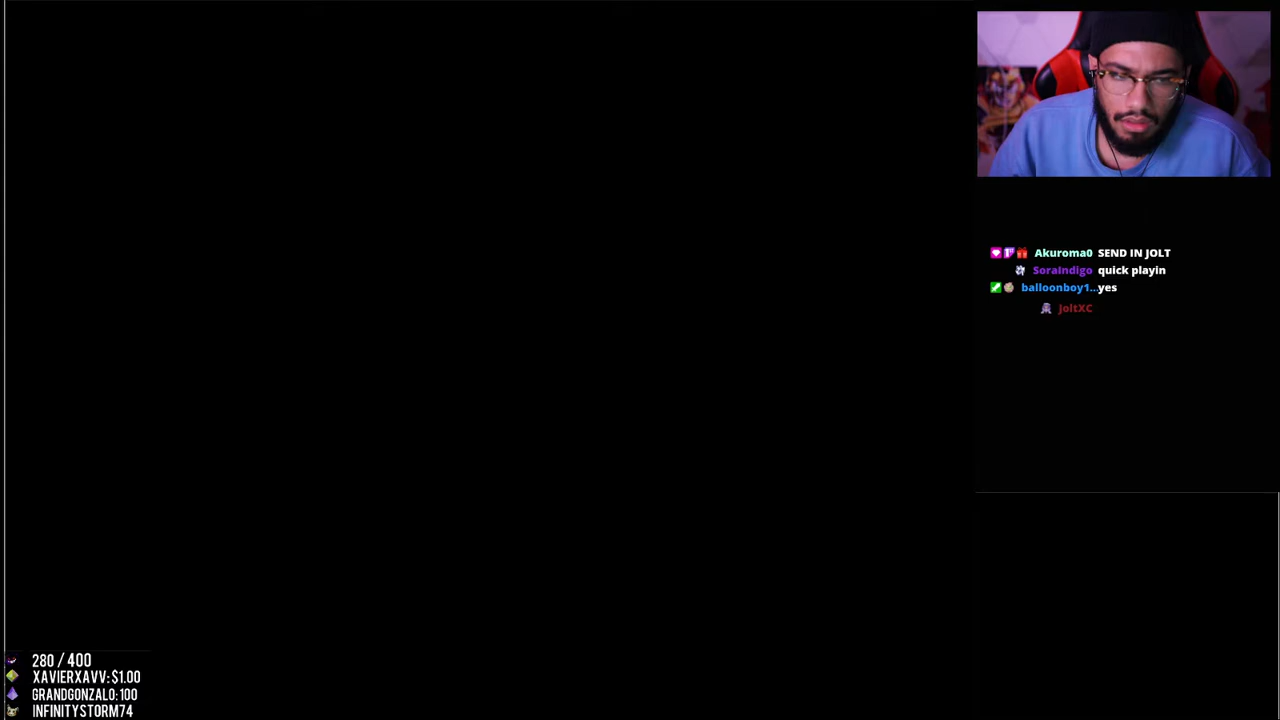 Akuroma0 SEND IN JOLT
SoraIndigo quick playin
balloonboy1...yes
JoltXC
280 / 400
XAVIERXAVV: $1.00
GRANDGONZALO: 100
INFINITYSTORM74